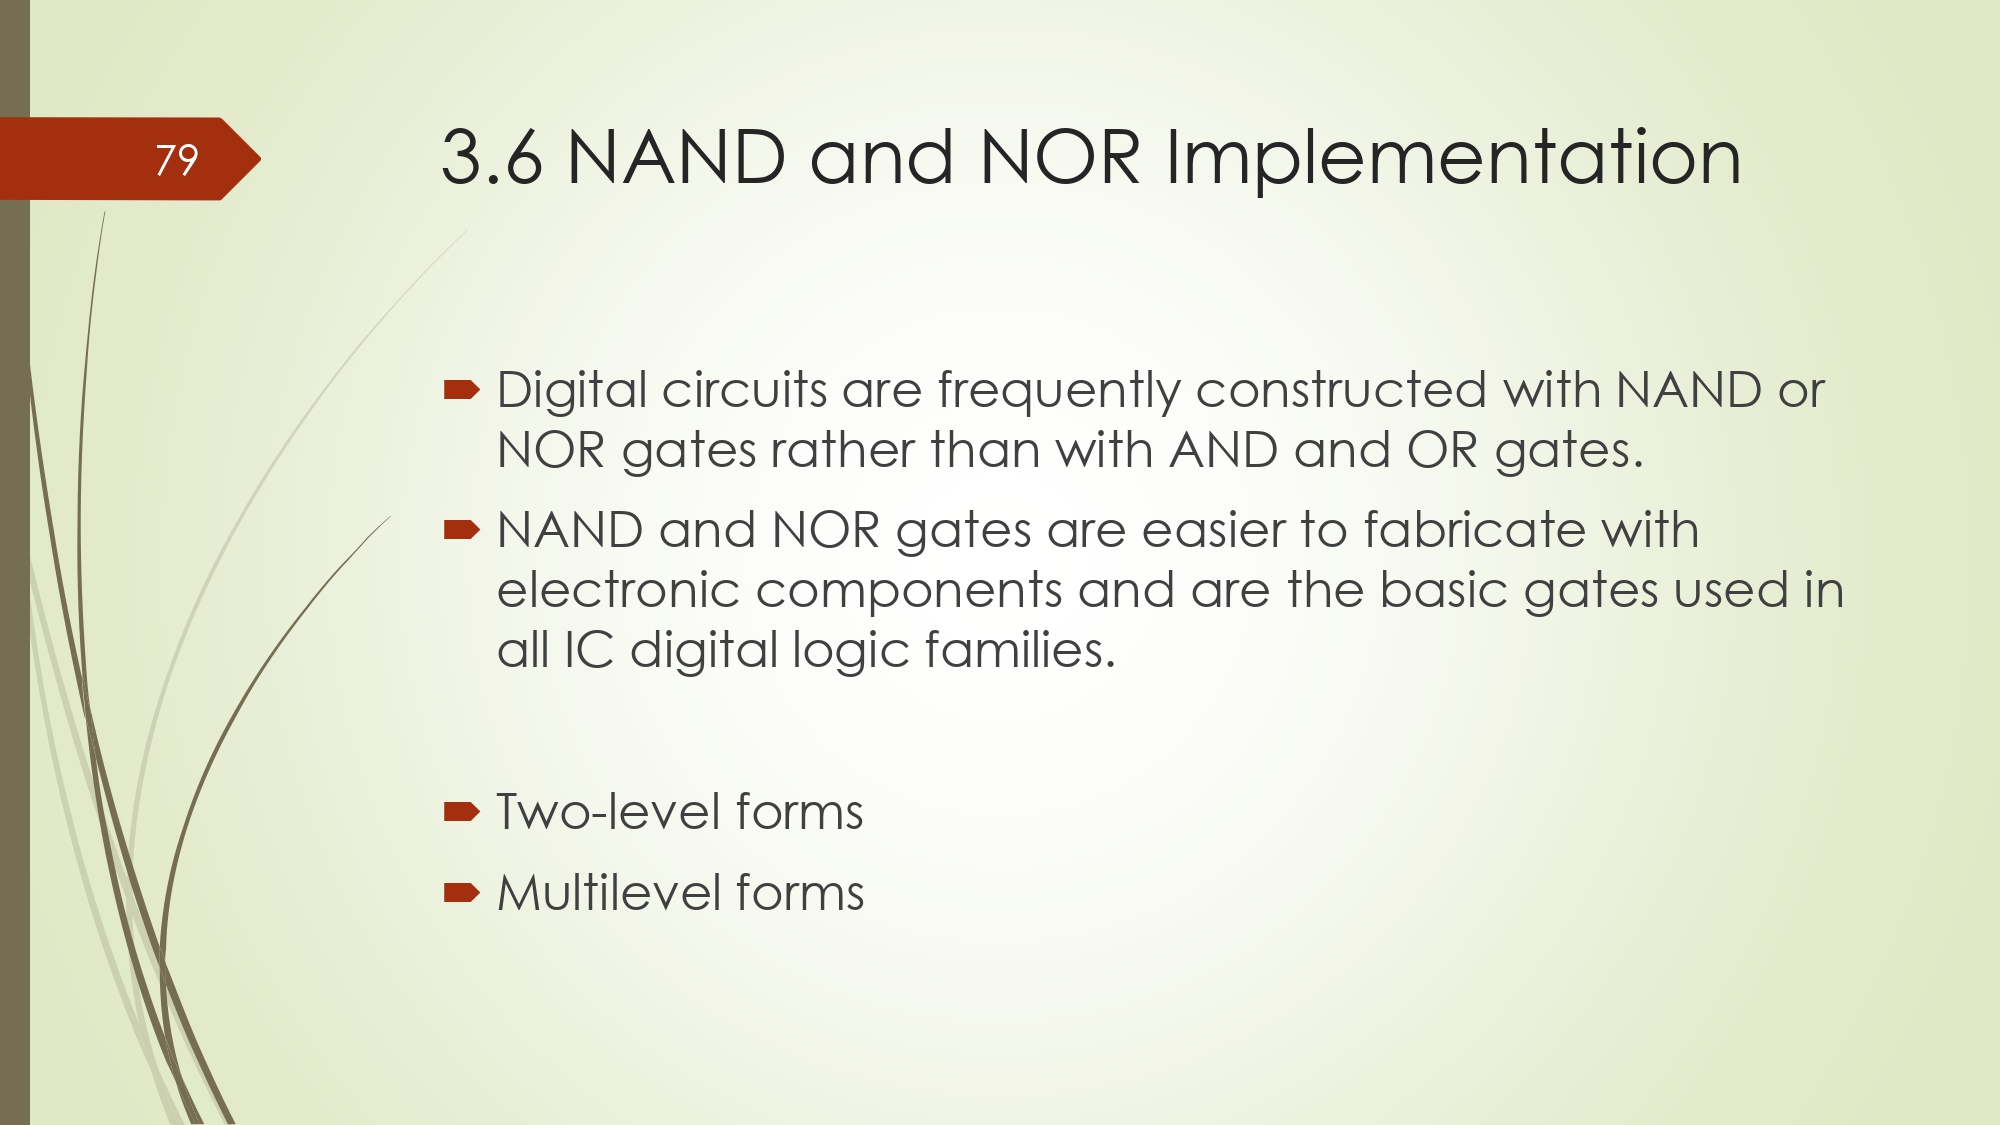 79
3.6 NAND and NOR Implementation
Digital circuits are frequently constructed with NAND or
NOR gates rather than with AND and OR gates.
NAND and NOR gates are easier to fabricate with
electronic components and are the basic gates used in
all IC digital logic families.
Two-level forms
Multilevel forms